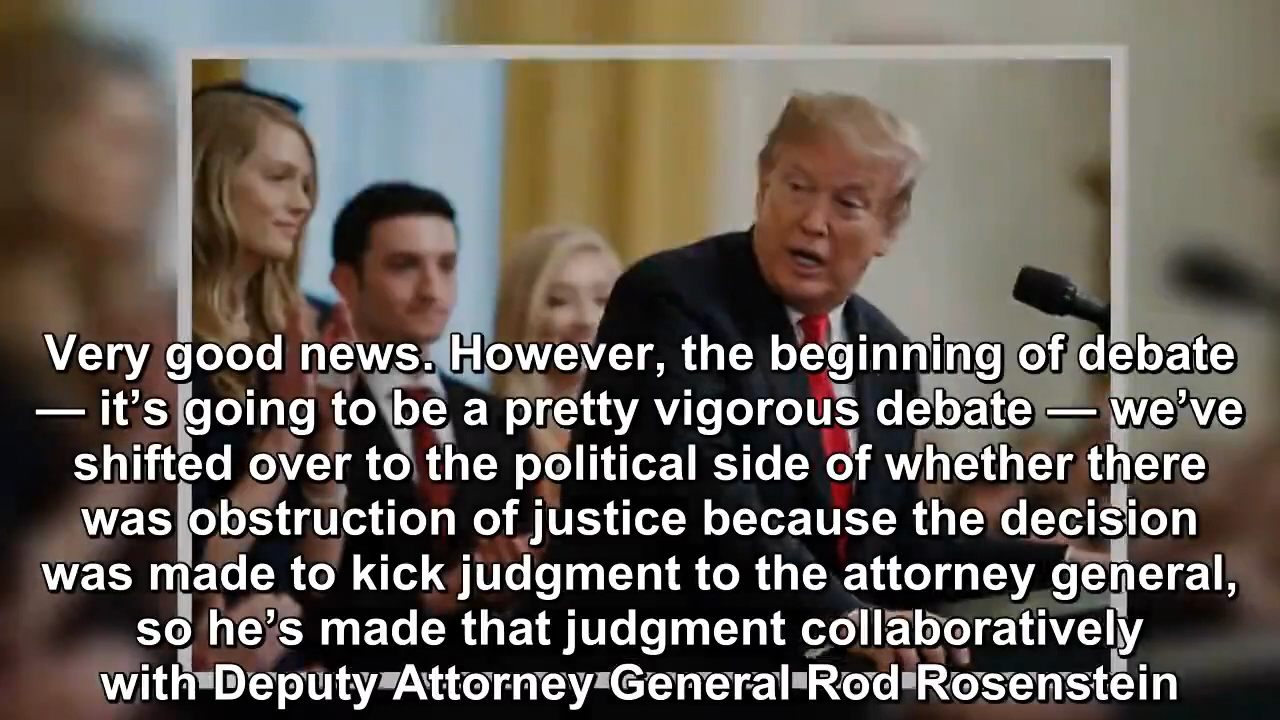 Very good news. However, the beginning of debate
— it’s going to be a pretty vigorous debate — we’ve
shifted over to the political side of whether there
was obstruction of justice because the decision
was made to kick judgment to the attorney general,
so he’s made that judgment collaboratively
with Deputy Attorney General Rod Rosenstein